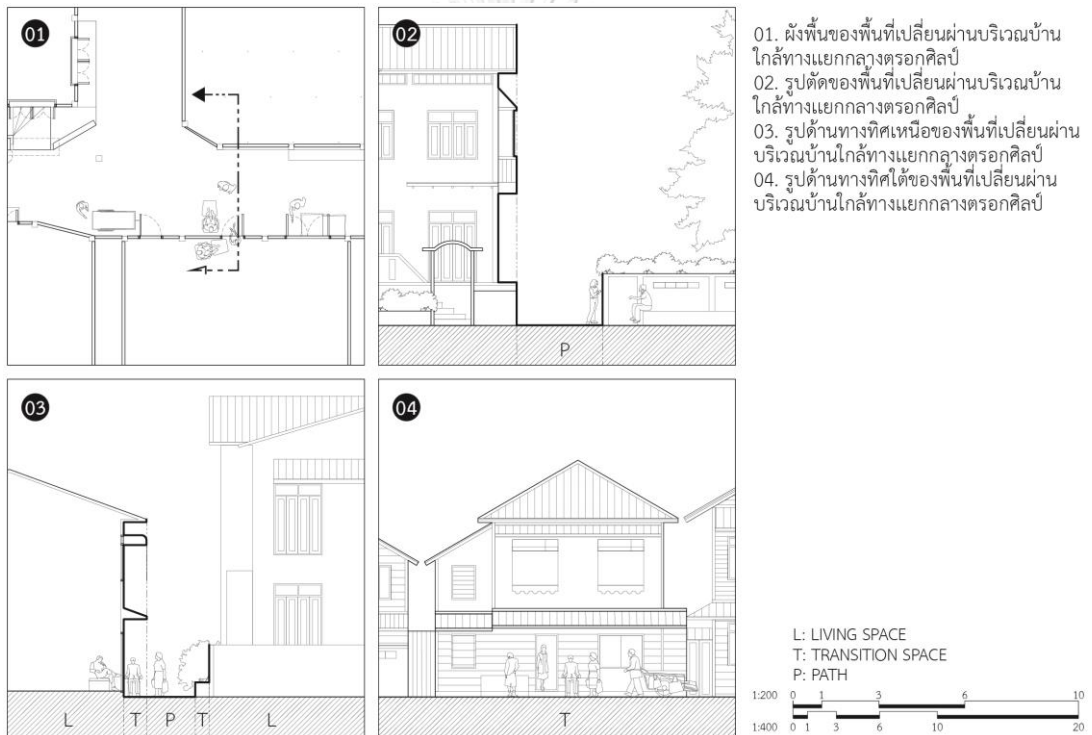 01
02
01. ผังพื้นของพื้นที่เปลี่ยนผ่านบริเวณบ้าน
ใกล้ทางแยกกลางตรอกศิลป์
02. รูปตัดของพื้นที่เปลี่ยนผ่านบริเวณบ้าน
ใกล้ทางแยกกลางตรอกศิลป์
03. รูปด้านทางทิศเหนือของพื้นที่เปลี่ยนผ่าน
บริเวณบ้านใกล้ทางแยกกลางตรอกศิลป์
04. รูปด้านทางทิศใต้ของพื้นที่เปลี่ยนผ่าน
บริเวณบ้านใกล้ทางแยกกลางตรอกศิลป์
P
03
04
L T P T L
T
L: LIVING SPACE
T: TRANSITION SPACE
P: PATH
1:200 0 1 3 6 10
1:400 0 1 3 6 10 20